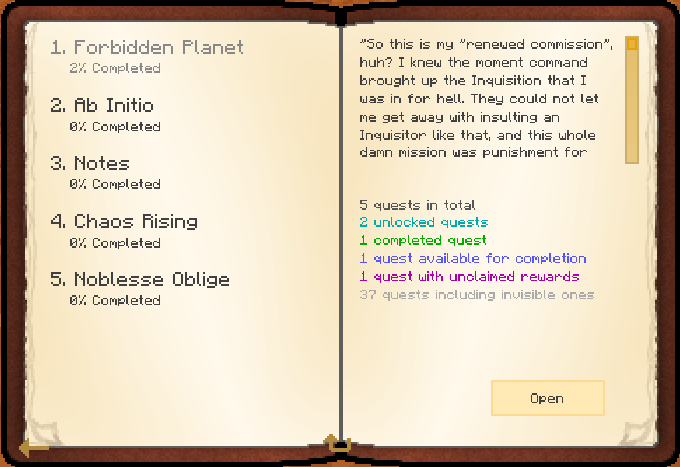 1. Forbidden Planet
2% Completed
2. Ab Initio
0% Completed
3. Notes
0% Completed
4. Chaos Rising
0% Completed
5. Noblesse Oblige
0% Completed
"So this is my "renewed commission",
huh? I knew the moment command
brought up the Inquisition that I
was in for hell. They could not let
me get away with insulting an
Inquisitor like that, and this whole
damn mission was punishment for
5 quests in total
2 unlocked quests
1 completed quest
1 quest available for completion
1 quest with unclaimed rewards
37 quests including invisible ones
Open